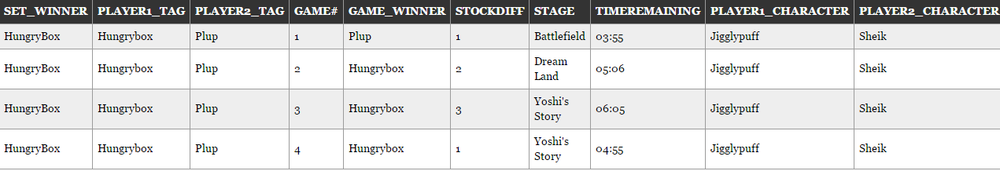 SET_WINNER PLAYER1_TAG PLAYER2_TAG GAME# GAME_WINNER STOCKDIFF STAGE TIMEREMAINING PLAYER1_CHARACTER PLAYER2_CHARACTER
HungryBox Hungrybox Plup 1 Plup 1 Battlefield 03:55 Jigglypuff Sheik
HungryBox Hungrybox Plup 2 Hungrybox 2 Dream Land 05:06 Jigglypuff Sheik
HungryBox Hungrybox Plup 3 Hungrybox 3 Yoshi's Story 06:05 Jigglypuff Sheik
HungryBox Hungrybox Plup 4 Hungrybox 1 Yoshi's Story 04:55 Jigglypuff Sheik